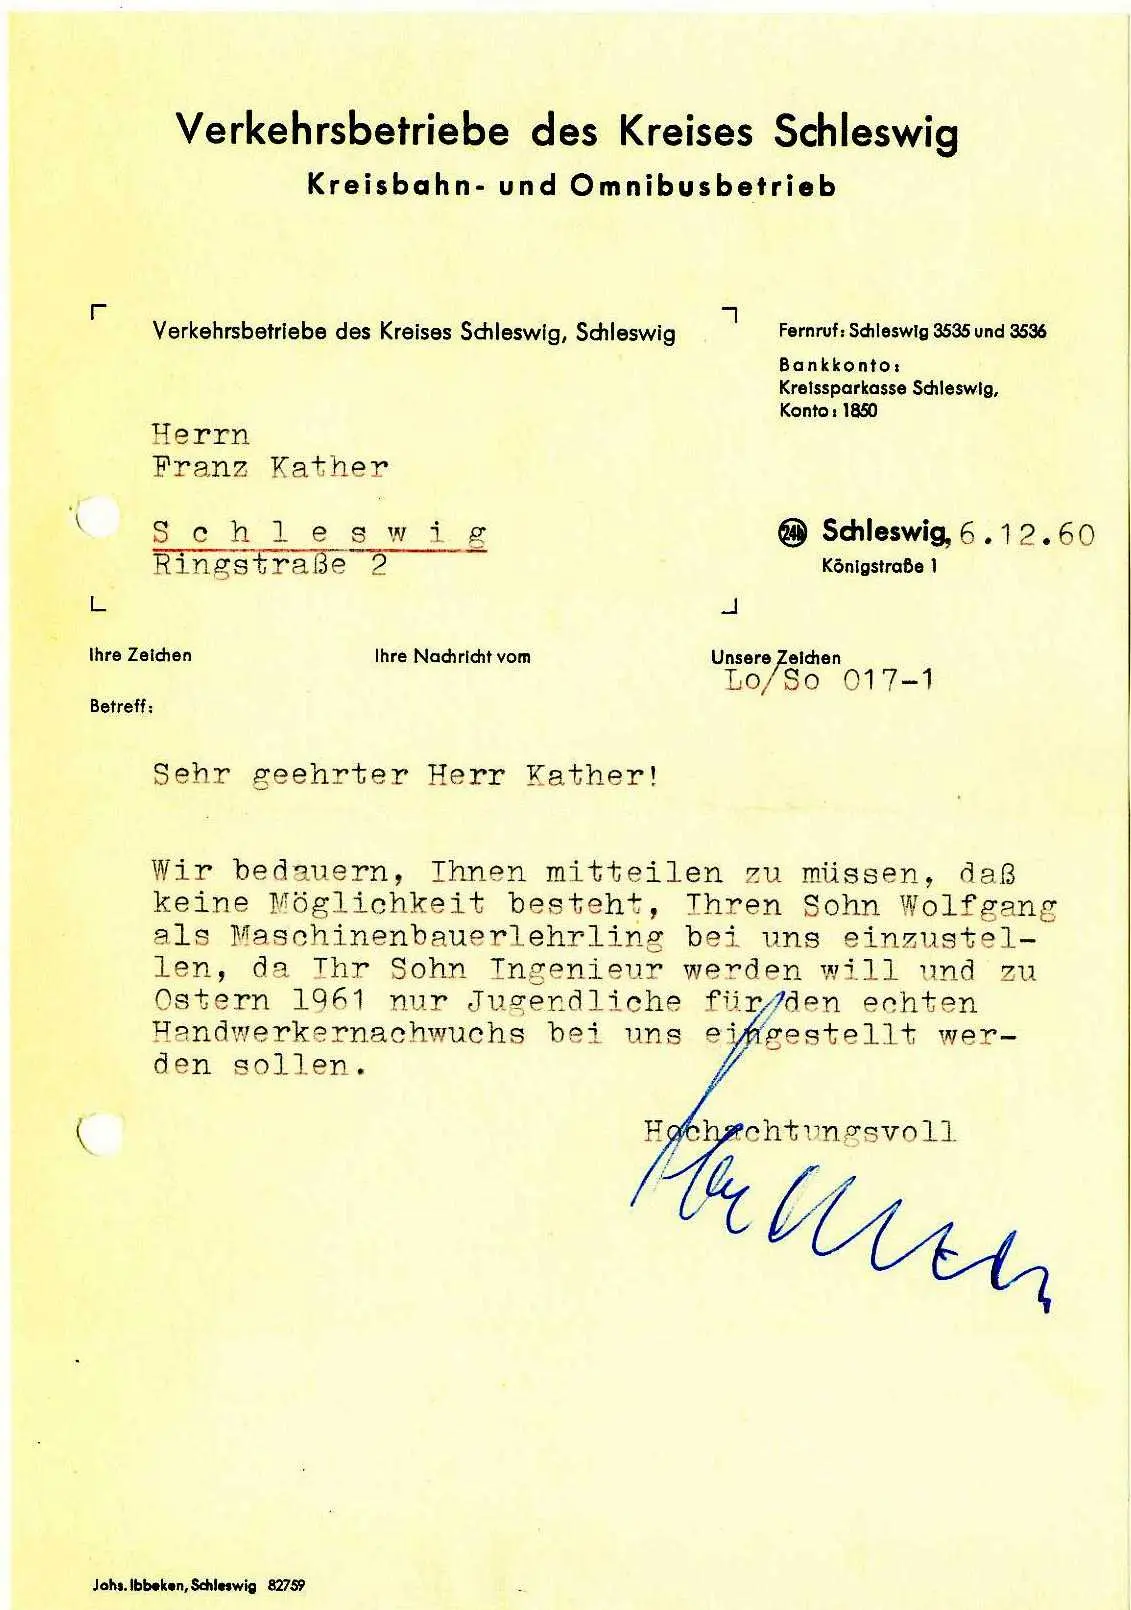 Verkehrsbetriebe des Kreises Schleswig
Kreisbahn- und Omnibusbetrieb
Verkehrsbetriebe des Kreises Schleswig, Schleswig
Fernruf: Schleswig 3535 und 3536
Bankkonto:
Kreissparkasse Schleswig,
Konto: 1850
Herrn
Franz Kather
S c h l e s w i g
Ringstraße 2
24b Schleswig, 6.12.60
Königstraße 1
Ihre Zeichen
Ihre Nachricht vom
Unsere Zeichen
Lo/So 017-1
Betreff:
Sehr geehrter Herr Kather!
Wir bedauern, Ihnen mitteilen zu müssen, daß
keine Möglichkeit besteht, Ihren Sohn Wolfgang
als Maschinenbauerlehrling bei uns einzustel-
len, da Ihr Sohn Ingenieur werden will und zu
Ostern 1961 nur Jugendliche für den echten
Handwerkernachwuchs bei uns eingestellt wer-
den sollen.
Hochachtungsvoll
Johs. Ibbeken, Schleswig 82759